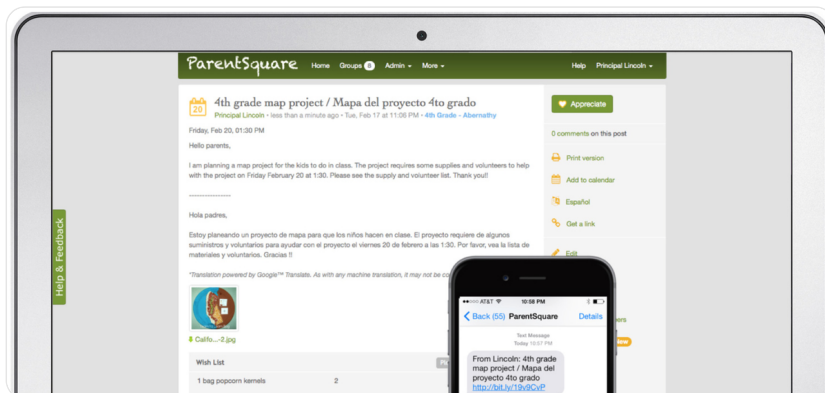 ParentSquare Home Groups 8 Admin More Help Principal Lincoln
20 4th grade map project / Mapa del proyecto 4to grado
Principal Lincoln • less than a minute ago • Tue, Feb 17 at 11:06 PM • 4th Grade - Abernathy
Friday, Feb 20, 01:30 PM
Hello parents,
I am planning a map project for the kids to do in class. The project requires some supplies and volunteers to help
with the project on Friday February 20 at 1:30. Please see the supply and volunteer list. Thank you!!
-----------------
Hola padres,
Estoy planeando un proyecto de mapa para que los niños hacen en clase. El proyecto requiere de algunos
suministros y voluntarios para ayudar con el proyecto el viernes 20 de febrero a las 1:30. Por favor, vea la lista de
materiales y voluntarios. Gracias !!
*Translation powered by Google™ Translate. As with any machine translation, it may not be
Califo...-2.jpg
Wish List
1 bag popcorn kernels 2
Appreciate
0 comments on this post
Print version
Add to calendar
Español
Get a link
Edit
Help & Feedback
AT&T 10:58 PM
Back (55) ParentSquare Details
Text Message
Today 10:57 PM
From Lincoln: 4th grade
map project / Mapa del
proyecto 4to grado
http://bit.ly/19v9CvP